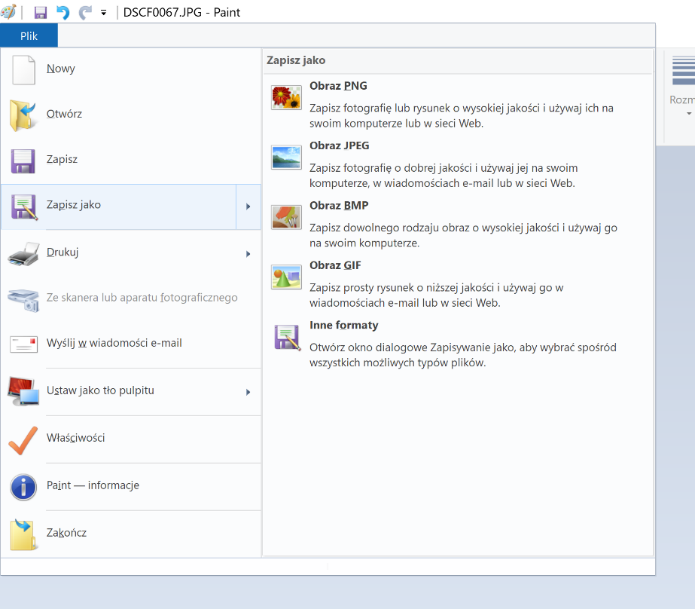 DSCF0067.JPG - Paint
Plik
Nowy
Otwórz
Zapisz
Zapisz jako
Drukuj
Ze skanera lub aparatu fotograficznego
Wyślij w wiadomości e-mail
Ustaw jako tło pulpitu
Właściwości
Paint — informacje
Zakończ
Zapisz jako
Obraz PNG
Zapisz fotografię lub rysunek o wysokiej jakości i używaj ich na
swoim komputerze lub w sieci Web.
Obraz JPEG
Zapisz fotografię o dobrej jakości i używaj jej na swoim
komputerze, w wiadomościach e-mail lub w sieci Web.
Obraz BMP
Zapisz dowolnego rodzaju obraz o wysokiej jakości i używaj go
na swoim komputerze.
Obraz GIF
Zapisz prosty rysunek o niższej jakości i używaj go w
wiadomościach e-mail lub w sieci Web.
Inne formaty
Otwórz okno dialogowe Zapisywanie jako, aby wybrać spośród
wszystkich możliwych typów plików.
Rozm